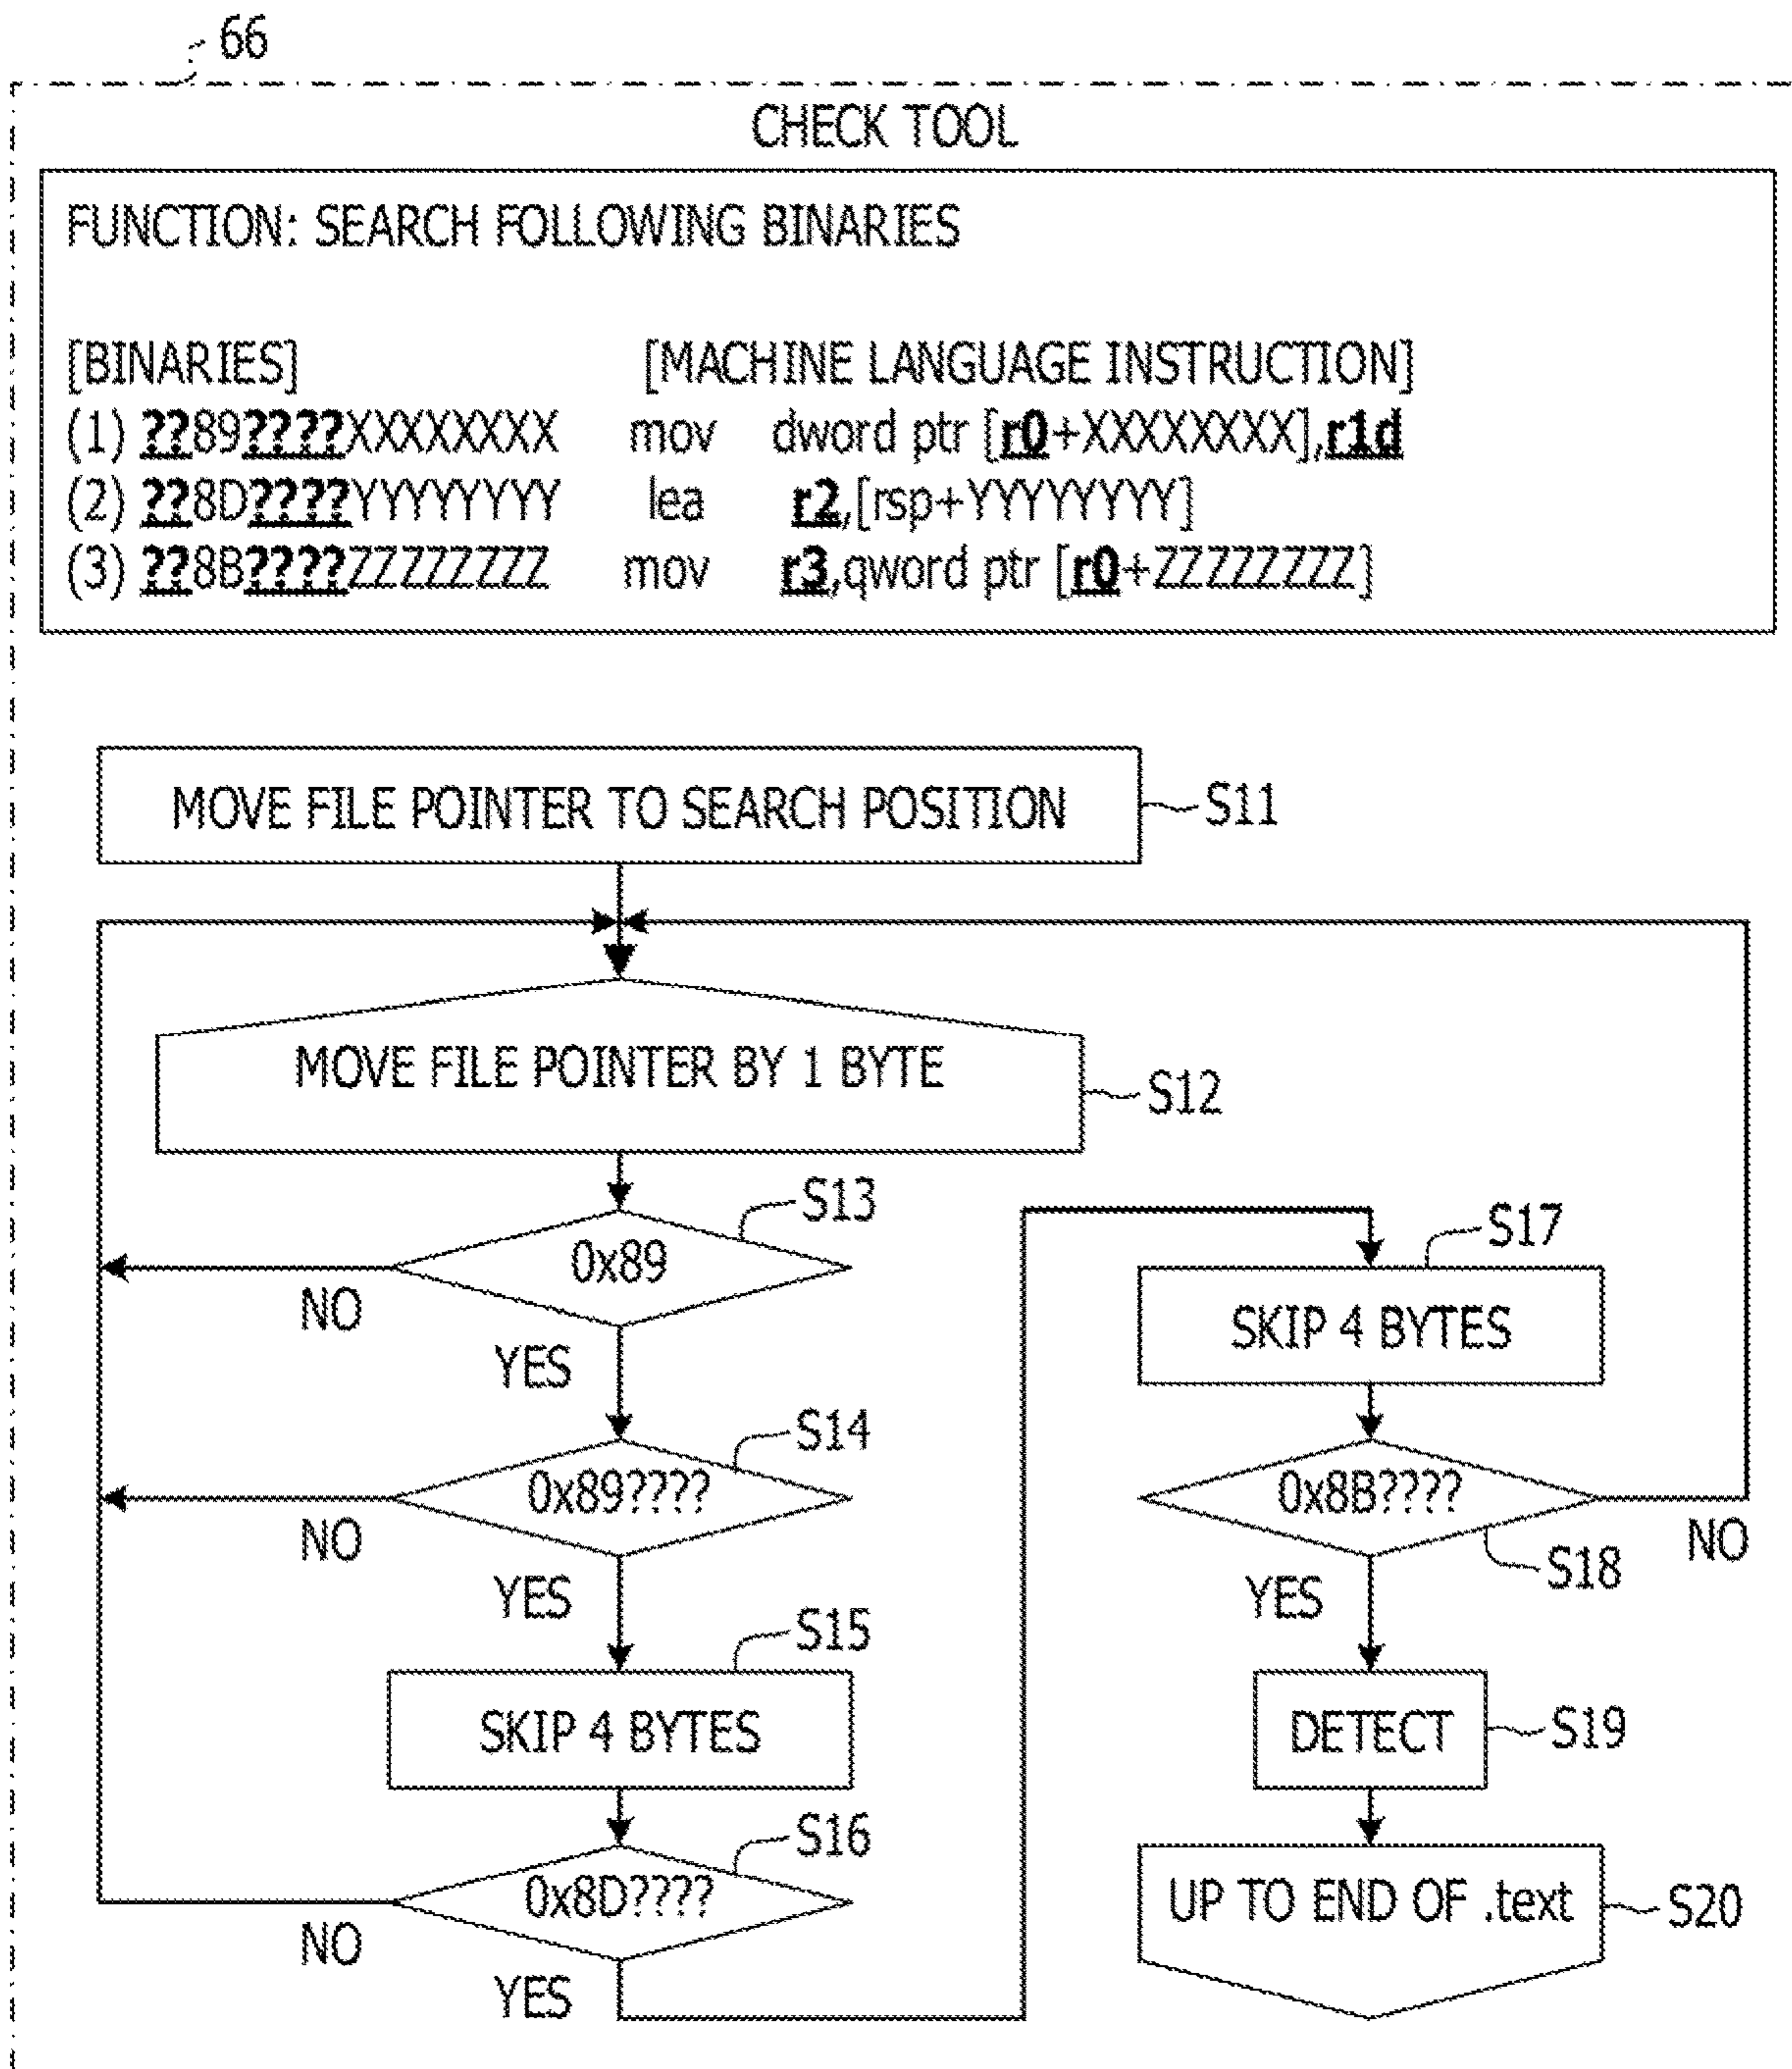 66
CHECK TOOL
FUNCTION: SEARCH FOLLOWING BINARIES
[BINARIES] [MACHINE LANGUAGE INSTRUCTION]
(1) ??89????XXXXXXXX mov dword ptr [r0+XXXXXXXX],r1d
(2) ??8D????YYYYYYYY lea r2,[rsp+YYYYYYYY]
(3) ??8B????ZZZZZZZZ mov r3,qword ptr [r0+ZZZZZZZZ]
MOVE FILE POINTER TO SEARCH POSITION
S11
MOVE FILE POINTER BY 1 BYTE
S12
S13
0x89
NO
YES
S14
0x89????
NO
YES
S15
SKIP 4 BYTES
S16
0x8D????
NO
YES
S17
SKIP 4 BYTES
0x8B????
NO
S18
YES
DETECT
S19
UP TO END OF .text
S20